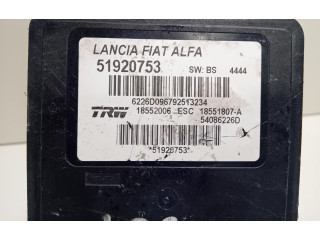 LANCIA FIAT ALFA
51920753 SW: BS 4444
6226D096792513234
TRW 18552006 ESC 18551807-A
54086226D
*51920753*